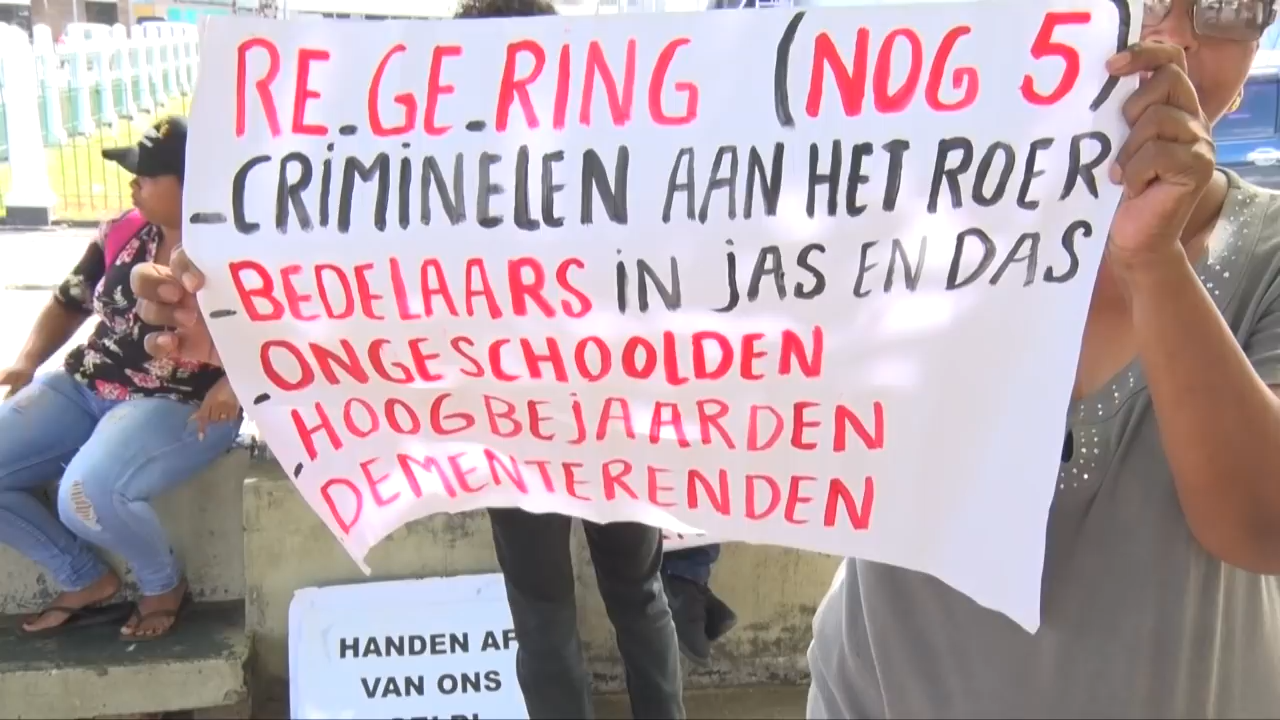 RE-GE-RING (NOG 5)
-CRIMINELEN AAN HET ROER
-BEDELAARS IN JAS EN DAS
-ONGESCHOOLDEN
-HOOGBEJAARDEN
DEMENTERENDEN
HANDEN AF
VAN ONS